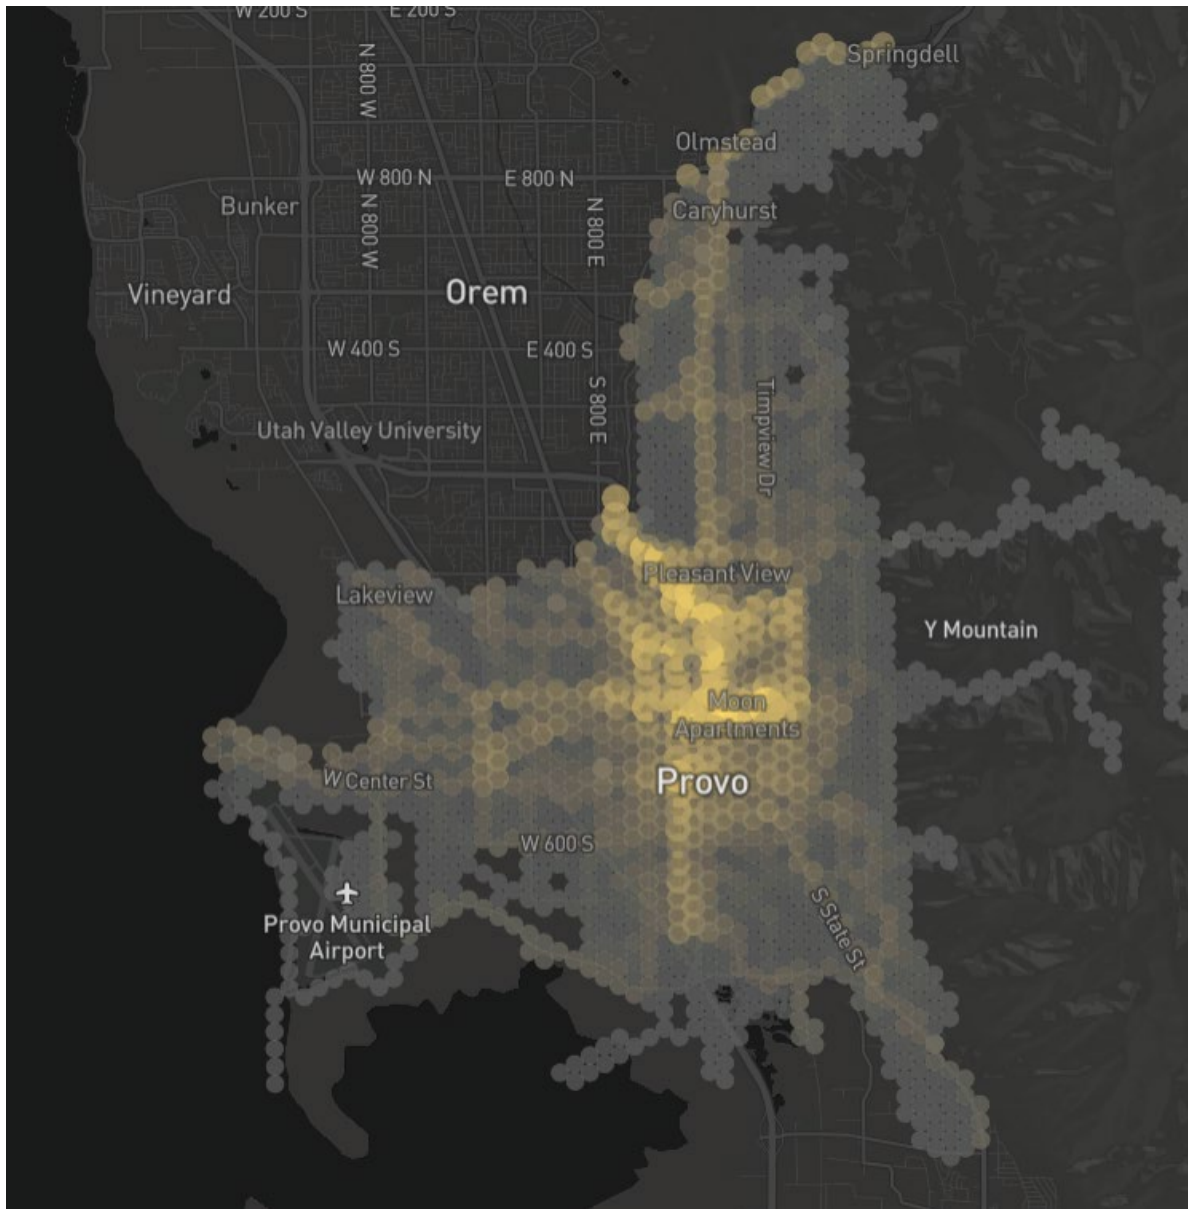 W 200 S
E 200 S
Springdell
N 800 W
Olmstead
W 800 N
E 800 N
Bunker
N 800 W
N 800 E
Caryhurst
Vineyard
Orem
W 400 S
E 400 S
S 800 E
Timpview Dr
Utah Valley University
Pleasant View
Lakeview
Y Mountain
Moon
Apartments
W Center St
Provo
W 600 S
S State St
Provo Municipal
Airport